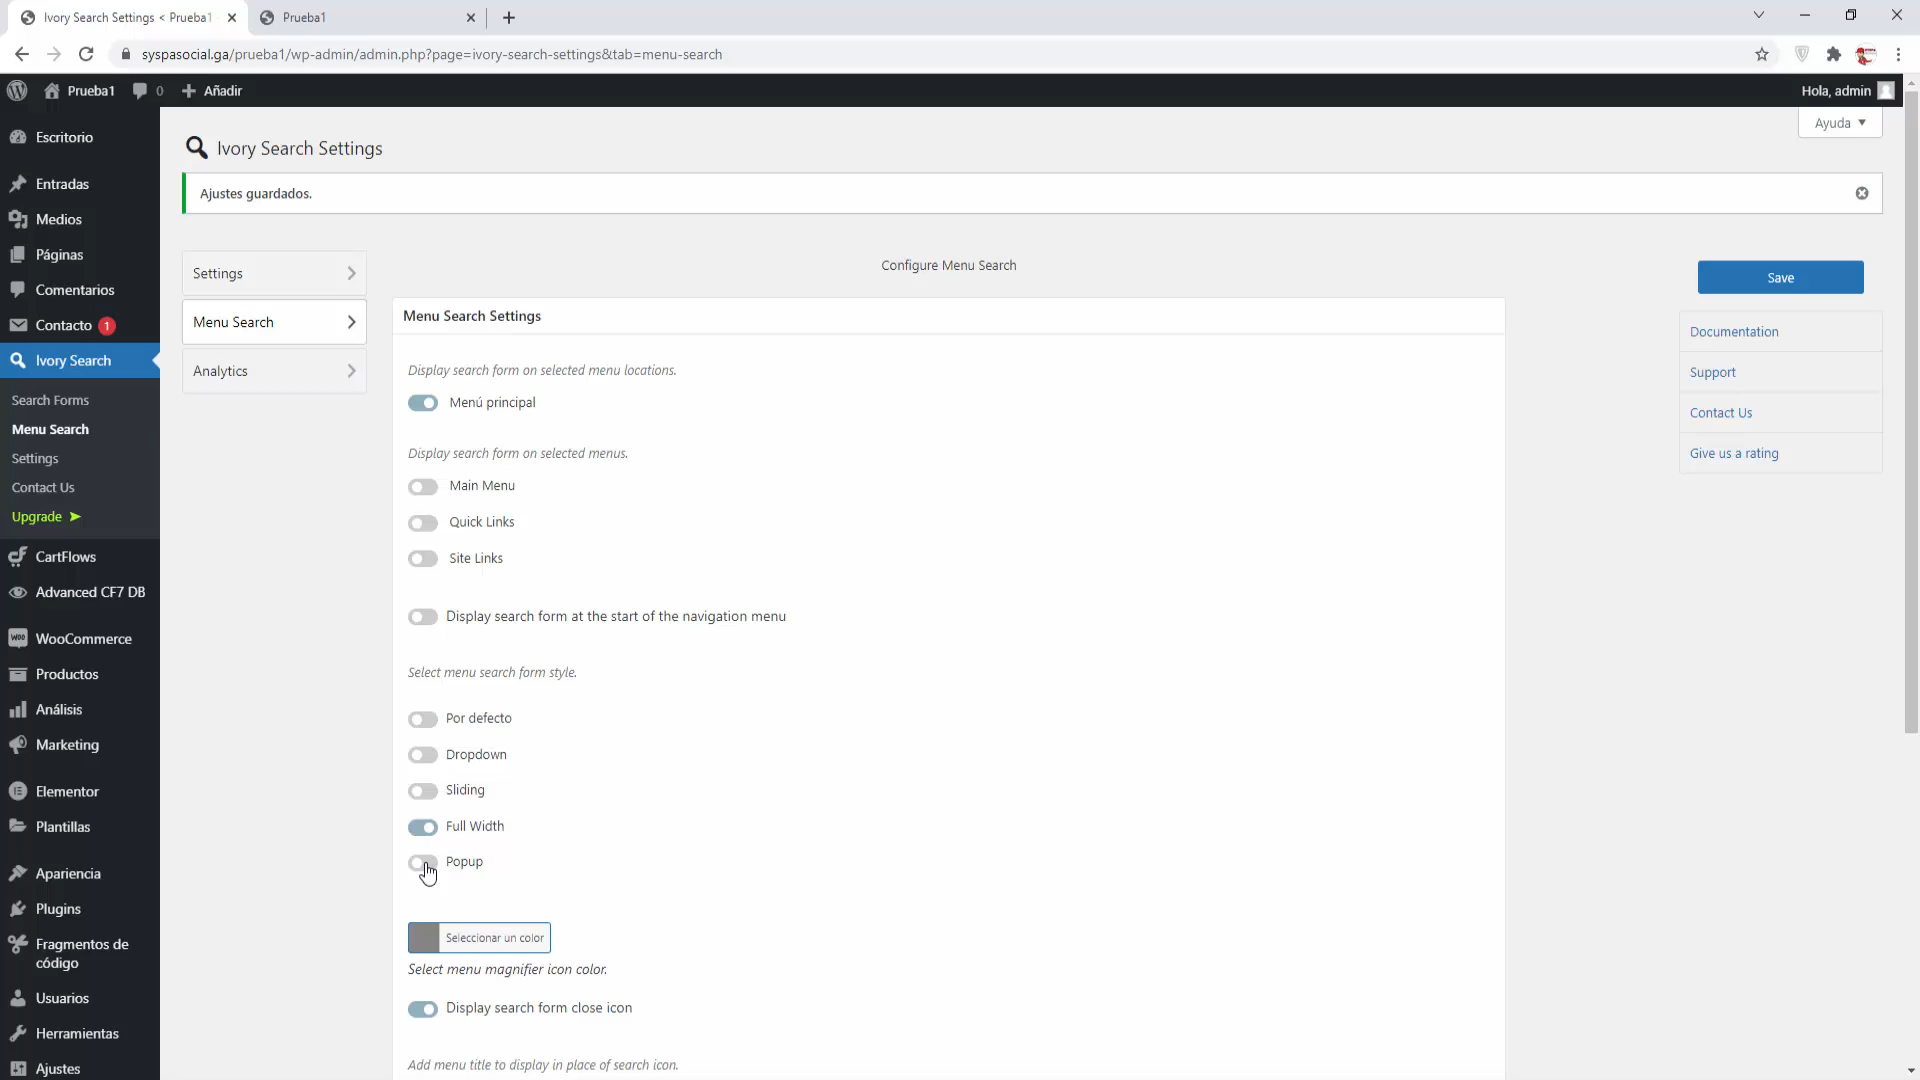 Ivory Search Settings < Prueba1
Prueba1
syspasocial.ga/prueba1/wp-admin/admin.php?page=ivory-search-settings&tab=menu-search
Prueba1
0
Añadir
Hola, admin
Ayuda
Escritorio
Entradas
Medios
Páginas
Comentarios
Contacto 1
Ivory Search
Search Forms
Menu Search
Settings
Contact Us
Upgrade
CartFlows
Advanced CF7 DB
WooCommerce
Productos
Análisis
Marketing
Elementor
Plantillas
Apariencia
Plugins
Fragmentos de
código
Usuarios
Herramientas
Ajustes
Ivory Search Settings
Ajustes guardados.
Settings
Menu Search
Analytics
Configure Menu Search
Menu Search Settings
Display search form on selected menu locations.
Menú principal
Display search form on selected menus.
Main Menu
Quick Links
Site Links
Display search form at the start of the navigation menu
Select menu search form style.
Por defecto
Dropdown
Sliding
Full Width
Popup
Seleccionar un color
Select menu magnifier icon color.
Display search form close icon
Add menu title to display in place of search icon.
Save
Documentation
Support
Contact Us
Give us a rating